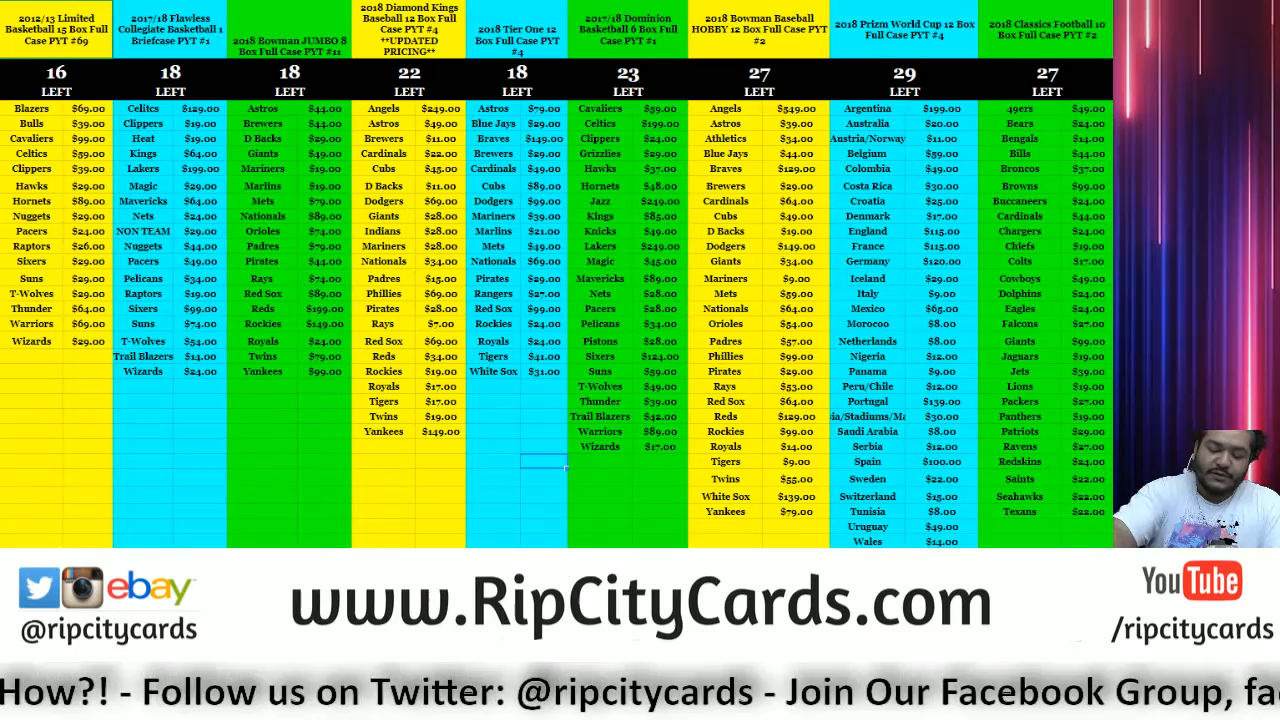 2012/13 Limited
Basketball 15 Box Full
Case PYT #69
16
LEFT
Blazers $69.00
Bulls $39.00
Cavaliers $99.00
Celtics $59.00
Clippers $39.00
Hawks $29.00
Hornets $89.00
Nuggets $29.00
Pacers $24.00
Raptors $26.00
Sixers $29.00
Suns $29.00
T-Wolves $29.00
Thunder $64.00
Warriors $69.00
Wizards $29.00
2017/18 Flawless
Collegiate Basketball 1
Briefcase PYT #1
18
LEFT
Celitcs $129.00
Clippers $19.00
Heat $19.00
Kings $64.00
Lakers $199.00
Magic $29.00
Mavericks $64.00
Nets $24.00
NON TEAM $29.00
Nuggets $44.00
Pacers $49.00
Pelicans $34.00
Raptors $19.00
Sixers $99.00
Suns $74.00
T-Wolves $54.00
Trail Blazers $14.00
Wizards $24.00
2018 Bowman JUMBO 8
Box Full Case PYT #11
18
LEFT
Astros $44.00
Brewers $44.00
D Backs $29.00
Giants $49.00
Mariners $19.00
Marlins $19.00
Mets $79.00
Nationals $89.00
Orioles $74.00
Padres $79.00
Pirates $44.00
Rays $74.00
Red Sox $89.00
Reds $199.00
Rockies $149.00
Royals $24.00
Twins $79.00
Yankees $99.00
2018 Diamond Kings
Baseball 12 Box Full
Case PYT #4
**UPDATED
PRICING**
22
LEFT
Angels $249.00
Astros $49.00
Brewers $11.00
Cardinals $22.00
Cubs $45.00
D Backs $11.00
Dodgers $69.00
Giants $28.00
Indians $28.00
Mariners $28.00
Nationals $34.00
Padres $15.00
Phillies $69.00
Pirates $28.00
Rays $7.00
Red Sox $69.00
Reds $34.00
Rockies $19.00
Royals $17.00
Tigers $17.00
Twins $19.00
Yankees $149.00
2018 Tier One 12
Box Full Case PYT
#4
18
LEFT
Astros $79.00
Blue Jays $29.00
Braves $149.00
Brewers $29.00
Cardinals $49.00
Cubs $89.00
Dodgers $99.00
Mariners $39.00
Marlins $21.00
Mets $49.00
Nationals $69.00
Pirates $29.00
Rangers $27.00
Red Sox $99.00
Rockies $24.00
Royals $24.00
Tigers $41.00
White Sox $31.00
2017/18 Dominion
Basketball 6 Box Full
Case PYT #1
23
LEFT
Cavaliers $59.00
Celtics $199.00
Clippers $24.00
Grizzlies $29.00
Hawks $37.00
Hornets $48.00
Jazz $249.00
Kings $85.00
Knicks $49.00
Lakers $249.00
Magic $45.00
Mavericks $89.00
Nets $28.00
Pacers $28.00
Pelicans $34.00
Pistons $28.00
Sixers $124.00
Suns $59.00
T-Wolves $49.00
Thunder $39.00
Trail Blazers $42.00
Warriors $89.00
Wizards $17.00
2018 Bowman Baseball
HOBBY 12 Box Full Case PYT
#2
27
LEFT
Angels $549.00
Astros $39.00
Athletics $34.00
Blue Jays $44.00
Braves $129.00
Brewers $29.00
Cardinals $64.00
Cubs $49.00
D Backs $19.00
Dodgers $149.00
Giants $34.00
Mariners $9.00
Mets $59.00
Nationals $64.00
Orioles $54.00
Padres $57.00
Phillies $99.00
Pirates $29.00
Rays $53.00
Red Sox $64.00
Reds $129.00
Rockies $99.00
Royals $14.00
Tigers $9.00
Twins $55.00
White Sox $139.00
Yankees $79.00
2018 Prizm World Cup 12 Box
Full Case PYT #4
29
LEFT
Argentina $199.00
Australia $20.00
Austria/Norway $11.00
Belgium $59.00
Colombia $49.00
Costa Rica $30.00
Croatia $25.00
Denmark $17.00
England $115.00
France $115.00
Germany $120.00
Iceland $29.00
Italy $9.00
Mexico $65.00
Morocoo $8.00
Netherlands $8.00
Nigeria $12.00
Panama $9.00
Peru/Chile $12.00
Portugal $139.00
ia/Stadiums/Ma $30.00
Saudi Arabia $8.00
Serbia $12.00
Spain $100.00
Sweden $22.00
Switzerland $15.00
Tunisia $8.00
Uruguay $49.00
Wales $14.00
2018 Classics Football 10
Box Full Case PYT #2
27
LEFT
49ers $49.00
Bears $24.00
Bengals $14.00
Bills $44.00
Broncos $37.00
Browns $99.00
Buccaneers $24.00
Cardinals $44.00
Chargers $24.00
Chiefs $19.00
Colts $17.00
Cowboys $49.00
Dolphins $24.00
Eagles $24.00
Falcons $27.00
Giants $99.00
Jaguars $19.00
Jets $39.00
Lions $19.00
Packers $27.00
Panthers $19.00
Patriots $29.00
Ravens $27.00
Redskins $24.00
Saints $22.00
Seahawks $22.00
Texans $22.00
ebay
@ripcitycards
www.RipCityCards.com
YouTube
/ripcitycards
How?! - Follow us on Twitter: @ripcitycards - Join Our Facebook Group, fac